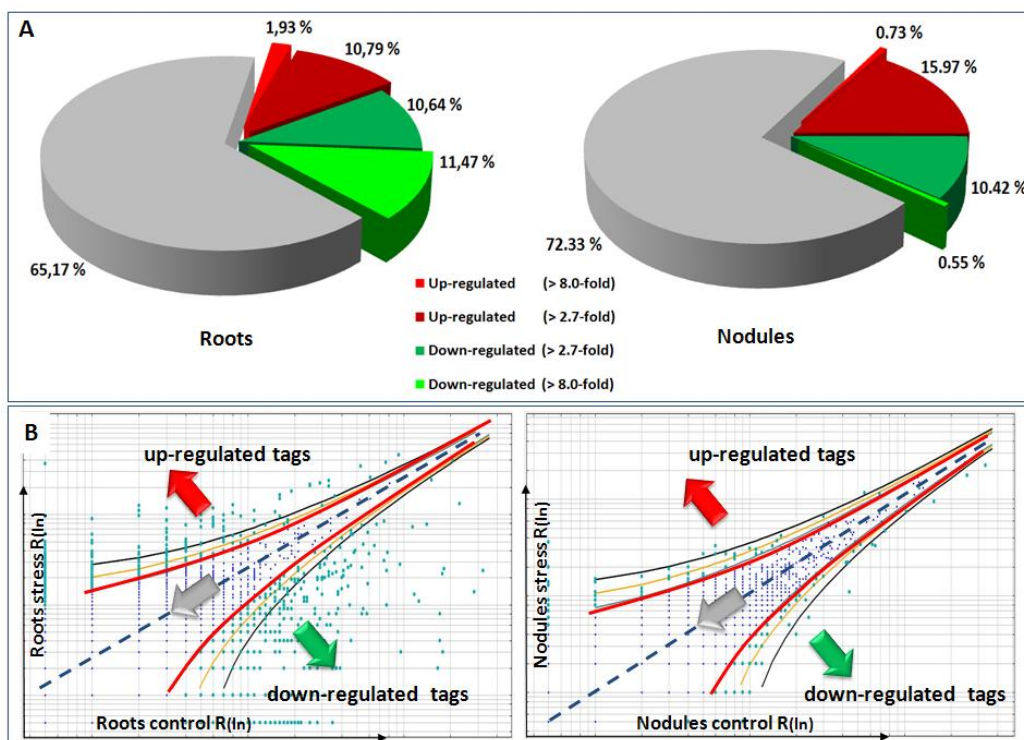 A
1,93 %
10,79 %
10,64 %
11,47 %
65,17 %
Roots
0.73 %
15.97 %
10.42 %
0.55 %
72.33 %
Nodules
Up-regulated (> 8.0-fold)
Up-regulated (> 2.7-fold)
Down-regulated (> 2.7-fold)
Down-regulated (> 8.0-fold)
B
up-regulated tags
Roots stress R(ln)
down-regulated tags
Roots control R(ln)
up-regulated tags
Nodules stress R(ln)
down-regulated tags
Nodules control R(ln)